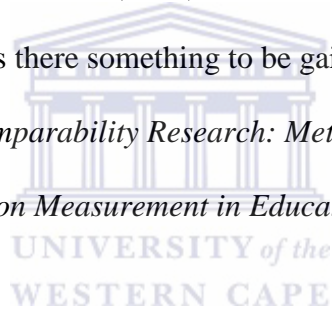 s there something to be gai
mparability Research: Met
on Measurement in Educa
UNIVERSITY of the
WESTERN CAPE